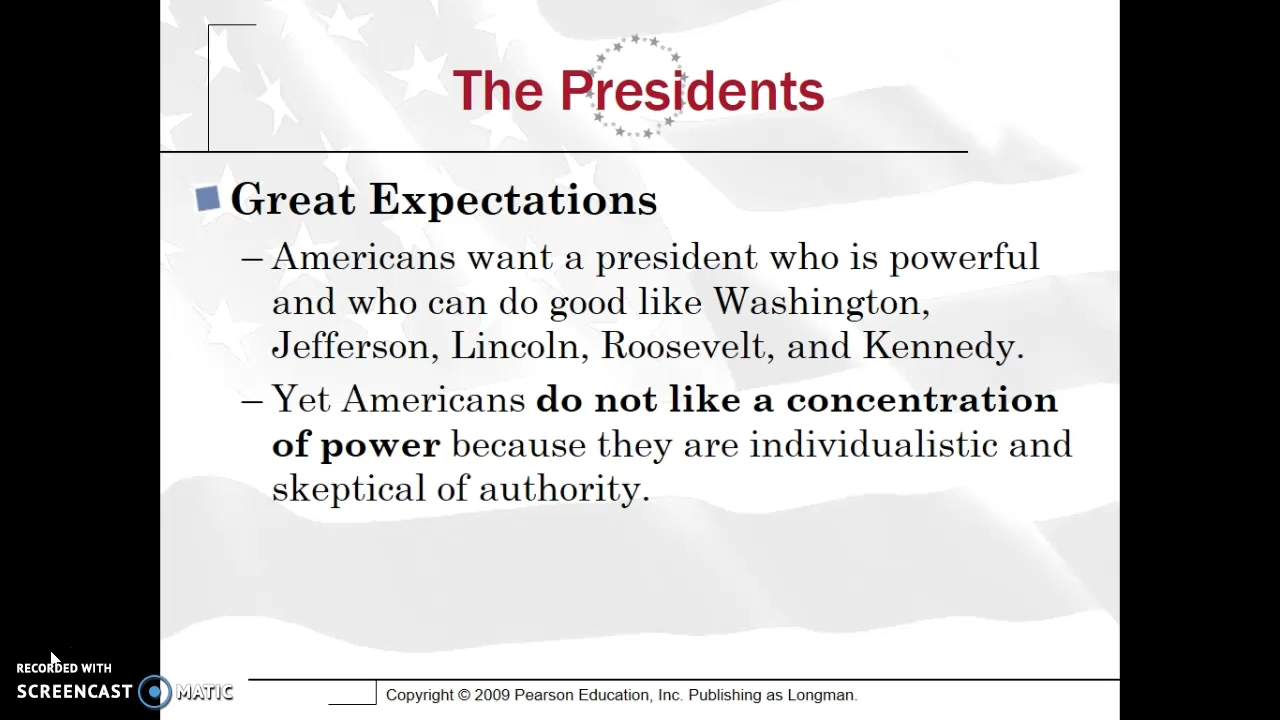 The Presidents
Great Expectations
– Americans want a president who is powerful
and who can do good like Washington,
Jefferson, Lincoln, Roosevelt, and Kennedy.
– Yet Americans do not like a concentration
of power because they are individualistic and
skeptical of authority.
RECORDED WITH
SCREENCAST MATIC
Copyright © 2009 Pearson Education, Inc. Publishing as Longman.